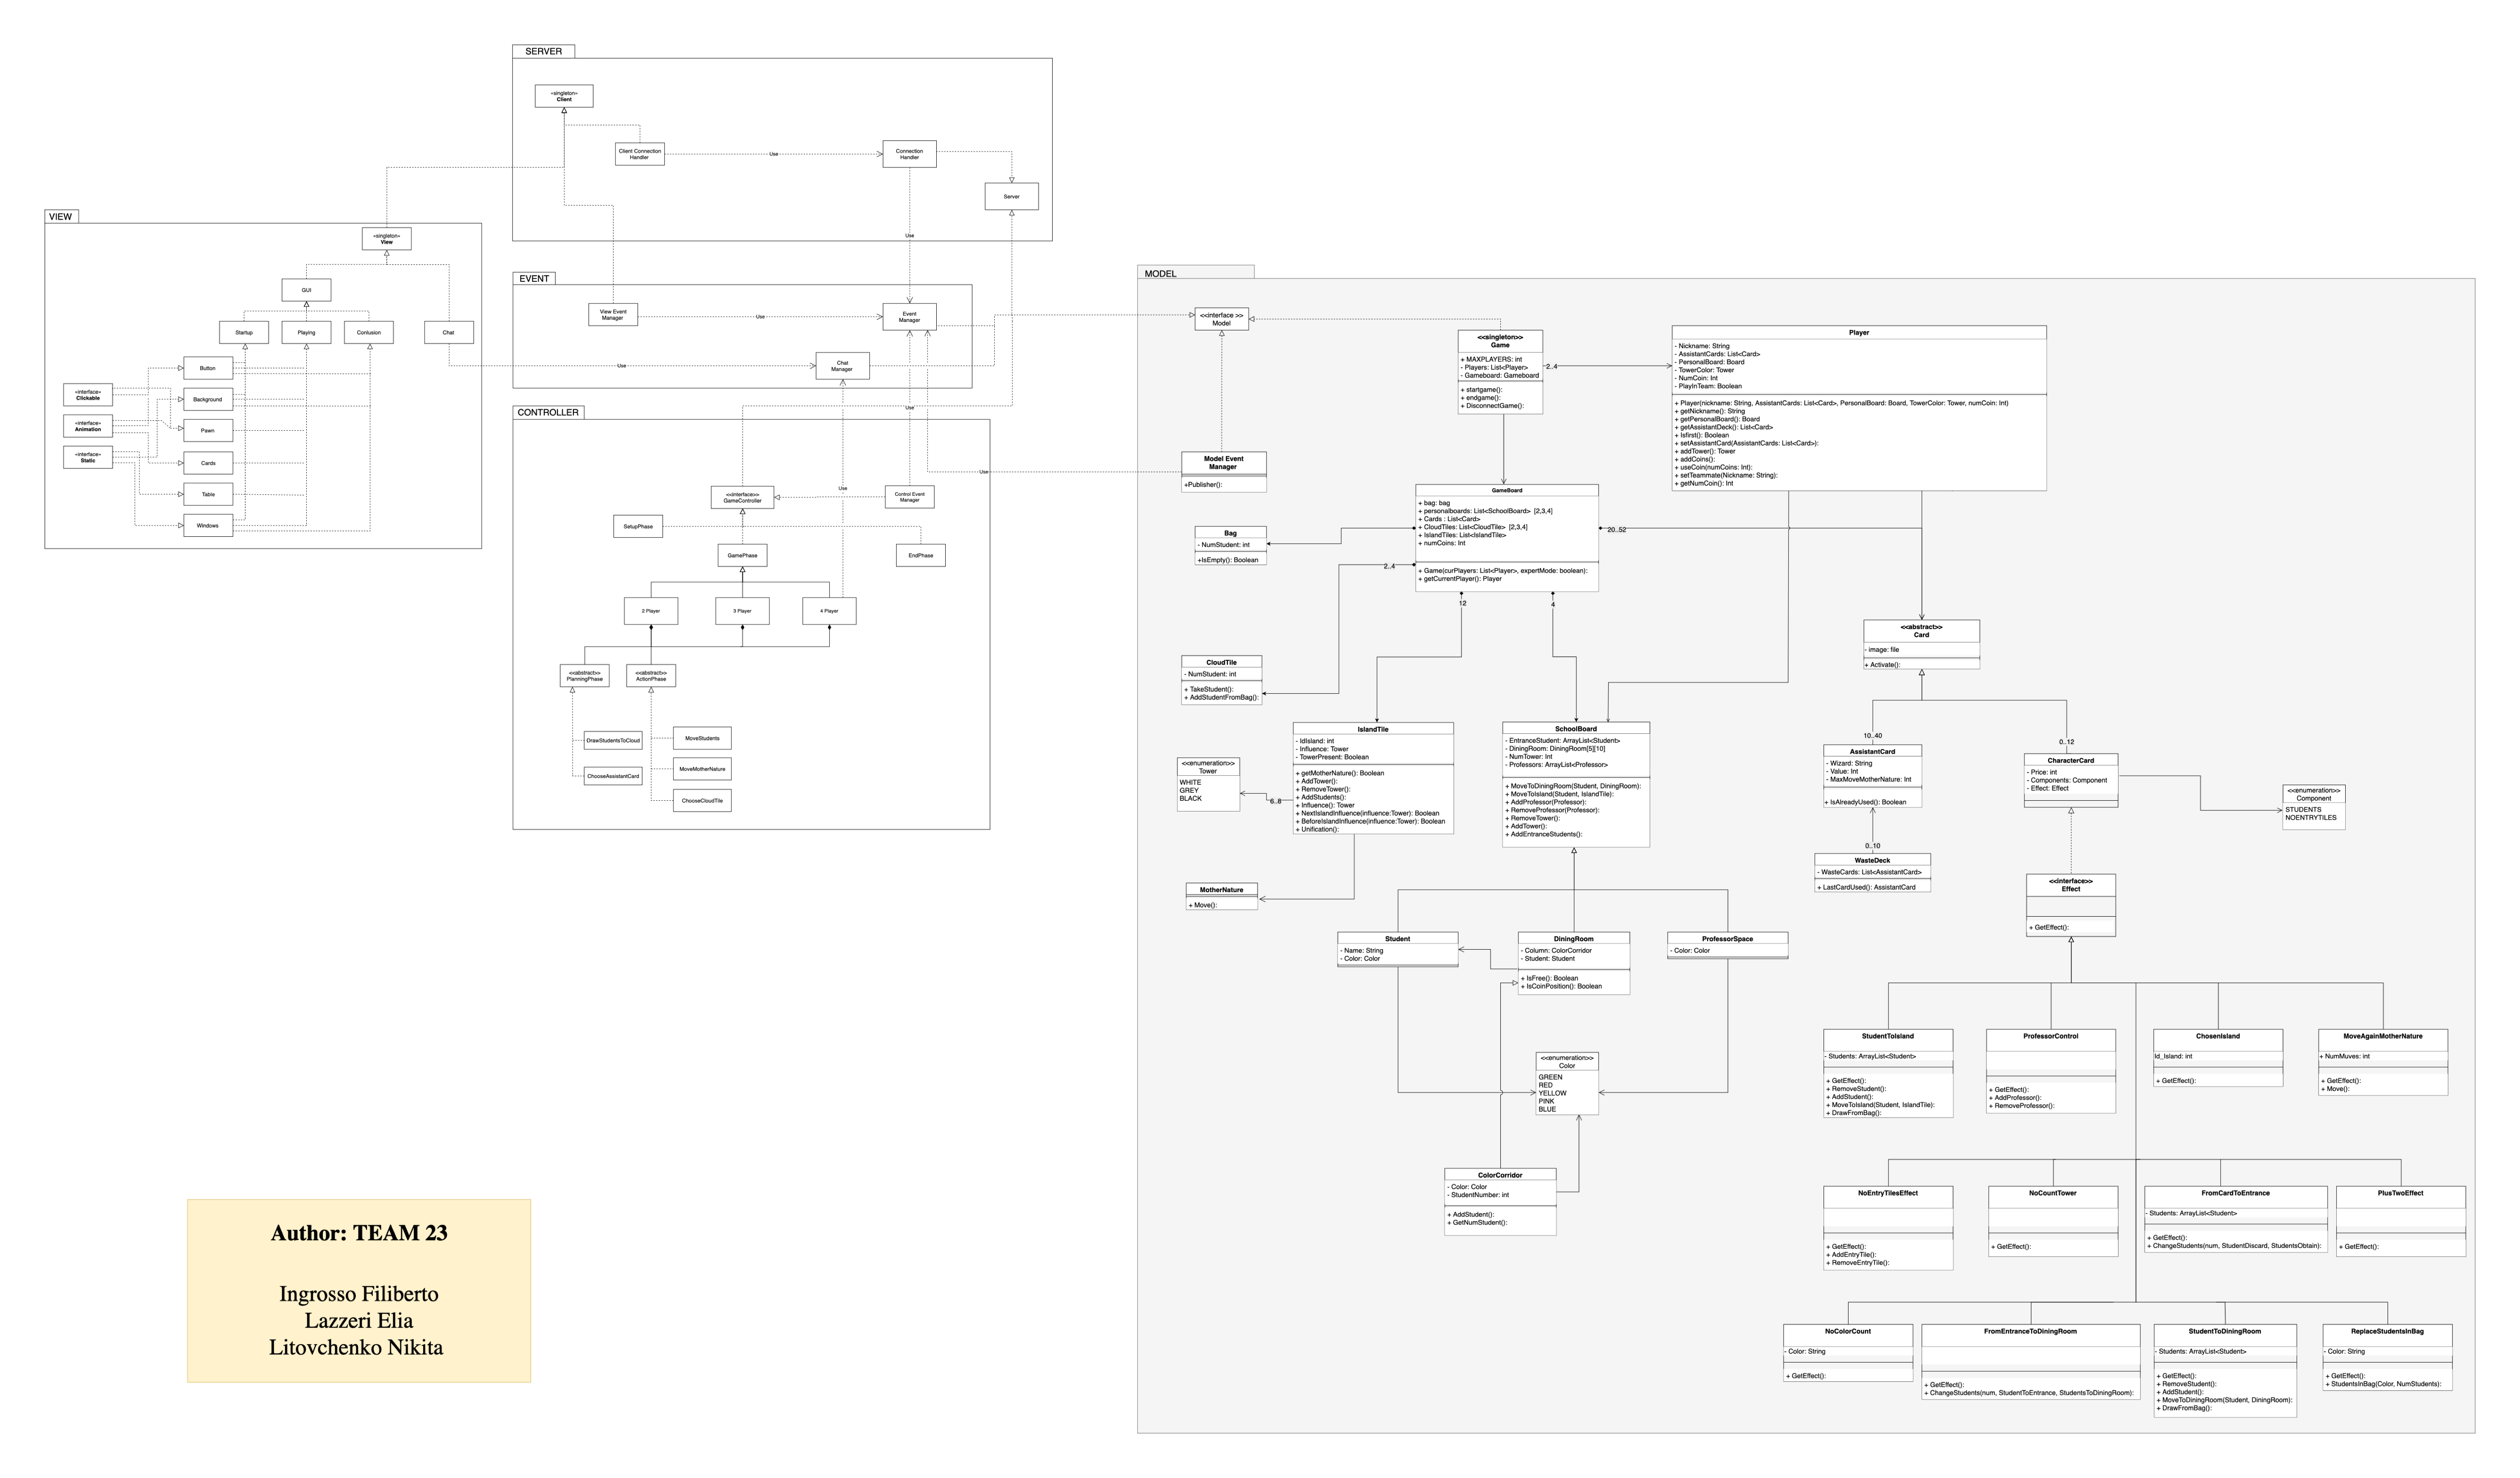 SERVER
«singleton»
Client
Client Connection
Handler
Use
Connection
Handler
Server
Use
VIEW
«singleton»
View
GUI
Startup
Playing
Conlusion
Chat
Button
Background
Pawn
Cards
Table
Windows
«interface»
Clickable
«interface»
Animation
«interface»
Static
EVENT
View Event
Manager
Use
Event
Manager
Chat
Manager
Use
Use
CONTROLLER
<<interface>>
GameController
Control Event
Manager
Use
Use
SetupPhase
GamePhase
EndPhase
2 Player
3 Player
4 Player
<<abstract>>
PlanningPhase
<<abstract>>
ActionPhase
DrawStudentsToCloud
ChooseAssistantCard
MoveStudents
MoveMotherNature
ChooseCloudTile
MODEL
<<interface >>
Model
<<singleton>>
Game
+ MAXPLAYERS: int
- Players: List<Player>
- Gameboard: Gameboard
+ startgame():
+ endgame():
+ DisconnectGame():
2..4
Player
- Nickname: String
- AssistantCards: List<Card>
- PersonalBoard: Board
- TowerColor: Tower
- NumCoin: Int
- PlayInTeam: Boolean
+ Player(nickname: String, AssistantCards: List<Card>, PersonalBoard: Board, TowerColor: Tower, numCoin: Int)
+ getNickname(): String
+ getPersonalBoard(): Board
+ getAssistantDeck(): List<Card>
+ Isfirst(): Boolean
+ setAssistantCard(AssistantCards: List<Card>):
+ addTower(): Tower
+ addCoins():
+ useCoin(numCoins: Int):
+ setTeammate(Nickname: String):
+ getNumCoin(): Int
Model Event
Manager
+Publisher():
GameBoard
+ bag: bag
+ personalboards: List<SchoolBoard> [2,3,4]
+ Cards : List<Card>
+ CloudTiles: List<CloudTile> [2,3,4]
+ IslandTiles: List<IslandTile>
+ numCoins: Int
+ Game(curPlayers: List<Player>, expertMode: boolean):
+ getCurrentPlayer(): Player
20..52
2..4
12
4
Bag
- NumStudent: int
+IsEmpty(): Boolean
CloudTile
- NumStudent: int
+ TakeStudent():
+ AddStudentFromBag():
<<abstract>>
Card
- image: file
+ Activate():
IslandTile
- IdIsland: int
- Influence: Tower
- TowerPresent: Boolean
+ getMotherNature(): Boolean
+ AddTower():
+ RemoveTower():
+ AddStudents():
+ Influence(): Tower
+ NextIslandInfluence(influence:Tower): Boolean
+ BeforeIslandInfluence(influence:Tower): Boolean
+ Unification():
SchoolBoard
- EntranceStudent: ArrayList<Student>
- DiningRoom: DiningRoom[5][10]
- NumTower: Int
- Professors: ArrayList<Professor>
+ MoveToDiningRoom(Student, DiningRoom):
+ MoveToIsland(Student, IslandTile):
+ AddProfessor(Professor):
+ RemoveProfessor(Professor):
+ RemoveTower():
+ AddTower():
+ AddEntranceStudents():
<<enumeration>>
Tower
WHITE
GREY
BLACK
6..8
10..40
0..12
AssistantCard
- Wizard: String
- Value: Int
- MaxMoveMotherNature: Int
+ IsAlreadyUsed(): Boolean
CharacterCard
- Price: int
- Components: Component
- Effect: Effect
<<enumeration>>
Component
STUDENTS
NOENTRYTILES
0..10
WasteDeck
- WasteCards: List<AssistantCard>
+ LastCardUsed(): AssistantCard
MotherNature
+ Move():
<<interface>>
Effect
+ GetEffect():
Student
- Name: String
- Color: Color
DiningRoom
- Column: ColorCorridor
- Student: Student
+ IsFree(): Boolean
+ IsCoinPosition(): Boolean
ProfessorSpace
- Color: Color
<<enumeration>>
Color
GREEN
RED
YELLOW
PINK
BLUE
ColorCorridor
- Color: Color
- StudentNumber: int
+ AddStudent():
+ GetNumStudent():
StudentToIsland
- Students: ArrayList<Student>
+ GetEffect():
+ RemoveStudent():
+ AddStudent():
+ MoveToIsland(Student, IslandTile):
+ DrawFromBag():
ProfessorControl
+ GetEffect():
+ AddProfessor():
+ RemoveProfessor():
ChosenIsland
Id_Island: int
+ GetEffect():
MoveAgainMotherNature
+ NumMuves: int
+ GetEffect():
+ Move():
NoEntryTilesEffect
+ GetEffect():
+ AddEntryTile():
+ RemoveEntryTile():
NoCountTower
+ GetEffect():
FromCardToEntrance
- Students: ArrayList<Student>
+ GetEffect():
+ ChangeStudents(num, StudentDiscard, StudentsObtain):
PlusTwoEffect
+ GetEffect():
NoColorCount
- Color: String
+ GetEffect():
FromEntranceToDiningRoom
+ GetEffect():
+ ChangeStudents(num, StudentToEntrance, StudentsToDiningRoom):
StudentToDiningRoom
- Students: ArrayList<Student>
+ GetEffect():
+ RemoveStudent():
+ AddStudent():
+ MoveToDiningRoom(Student, DiningRoom):
+ DrawFromBag():
ReplaceStudentsInBag
- Color: String
+ GetEffect():
+ StudentsInBag(Color, NumStudents):
Author: TEAM 23
Ingrosso Filiberto
Lazzeri Elia
Litovchenko Nikita